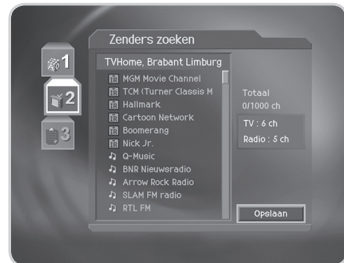 Zenders zoeken
1
2
3
TVHome, Brabant Limburg
MGM Movie Channel
TCM (Turner Classis M
Hallmark
Cartoon Network
Boomerang
Nick Jr.
Q-Music
BNR Nieuwsradio
Arrow Rock Radio
SLAM FM radio
RTL FM
Totaal
0/1000 ch
TV : 6 ch
Radio : 5 ch
Opslaan